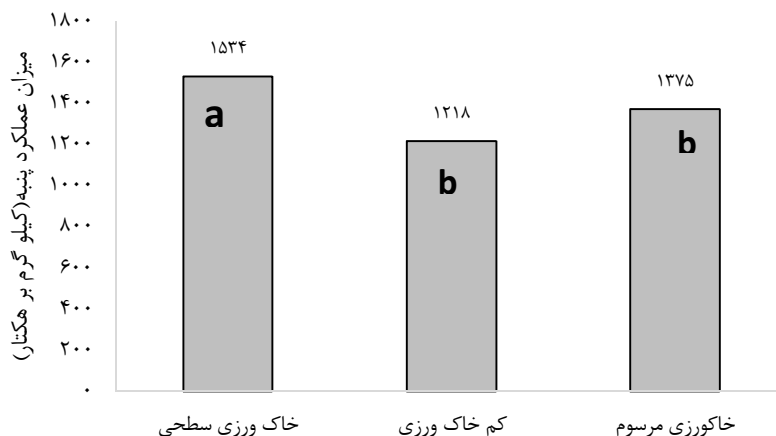 میزان عملکرد پنبه(کیلو گرم بر هکتار)
۱۸۰۰
۱۶۰۰
۱۴۰۰
۱۲۰۰
۱۰۰۰
۸۰۰
۶۰۰
۴۰۰
۲۰۰
۰
۱۵۳۴
۱۲۱۸
۱۳۷۵
a
b
b
خاک ورزی سطحی
کم خاک ورزی
خاکورزی مرسوم